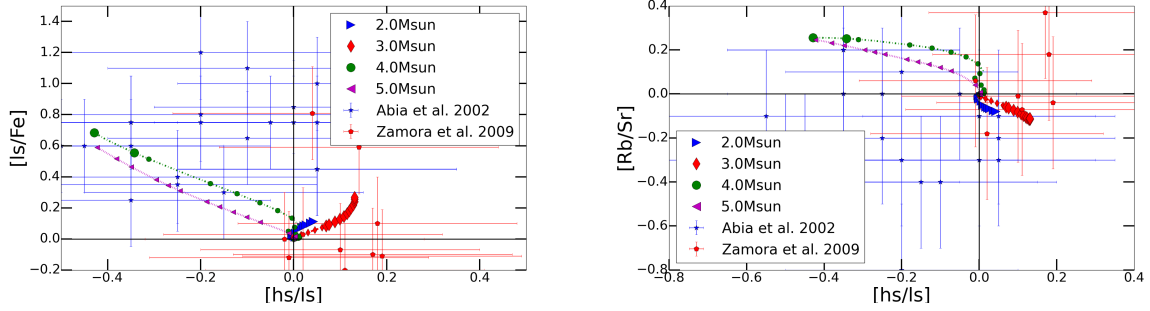 1.4
1.2
1.0
0.8
0.6
0.4
0.2
0.0
−0.2
[ls/Fe]
−0.4
−0.2
0.0
0.2
0.4
[hs/ls]
2.0Msun
3.0Msun
4.0Msun
5.0Msun
Abia et al. 2002
Zamora et al. 2009
0.4
0.2
0.0
−0.2
−0.4
−0.6
−0.8
[Rb/Sr]
−0.8
−0.6
−0.4
−0.2
0.0
0.2
0.4
[hs/ls]
2.0Msun
3.0Msun
4.0Msun
5.0Msun
Abia et al. 2002
Zamora et al. 2009